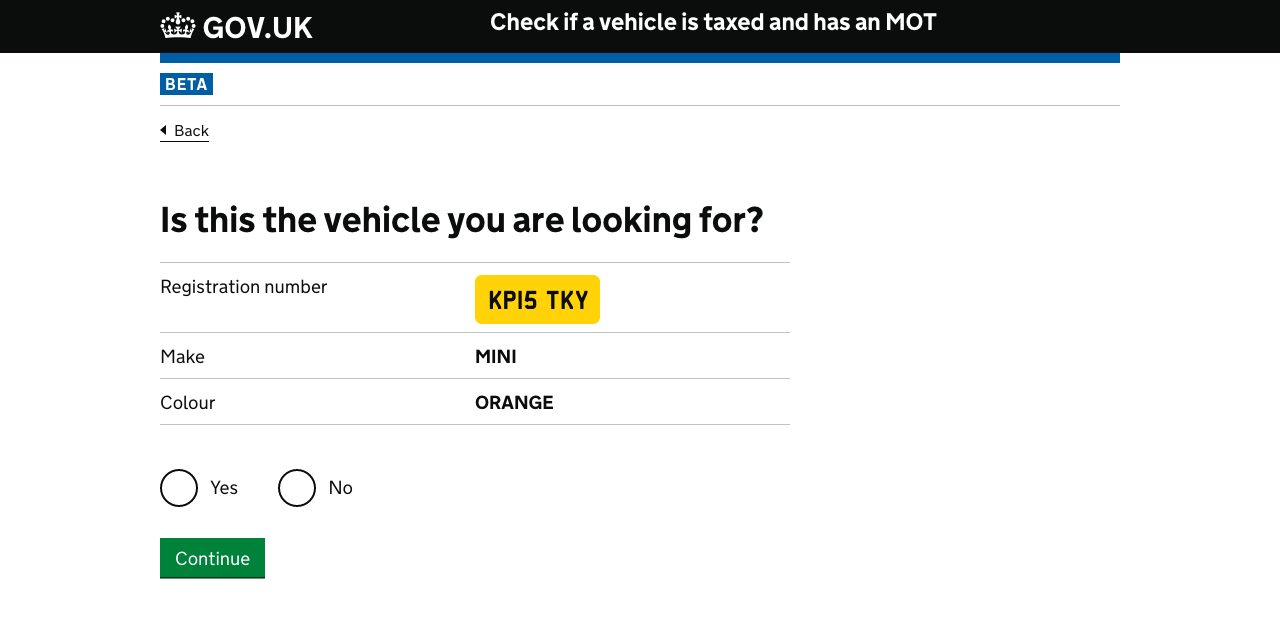 GOV.UK
Check if a vehicle is taxed and has an MOT
BETA
Back
Is this the vehicle you are looking for?
Registration number KP15 TKY
Make MINI
Colour ORANGE
Yes No
Continue